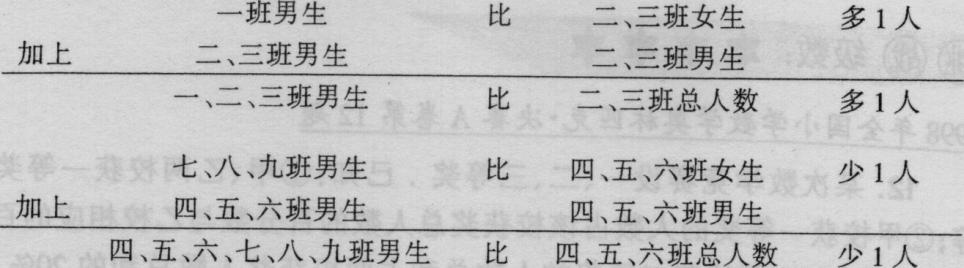 一班男生 比 二、三班女生 多1人
加上 二、三班男生 二、三班男生
一、二、三班男生 比 二、三班总人数 多1人
七、八、九班男生 比 四、五、六班女生 少1人
加上 四、五、六班男生 四、五、六班男生
四、五、六、七、八、九班男生 比 四、五、六班总人数 少1人